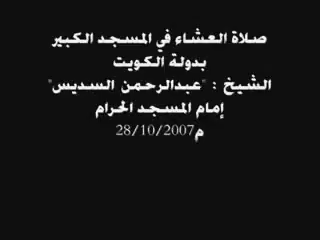 صلاة العشاء في المسجد الكبير
بدولة الكويت
الشيخ : "عبدالرحمن السديس"
إمام المسجد الحرام
28/10/2007م